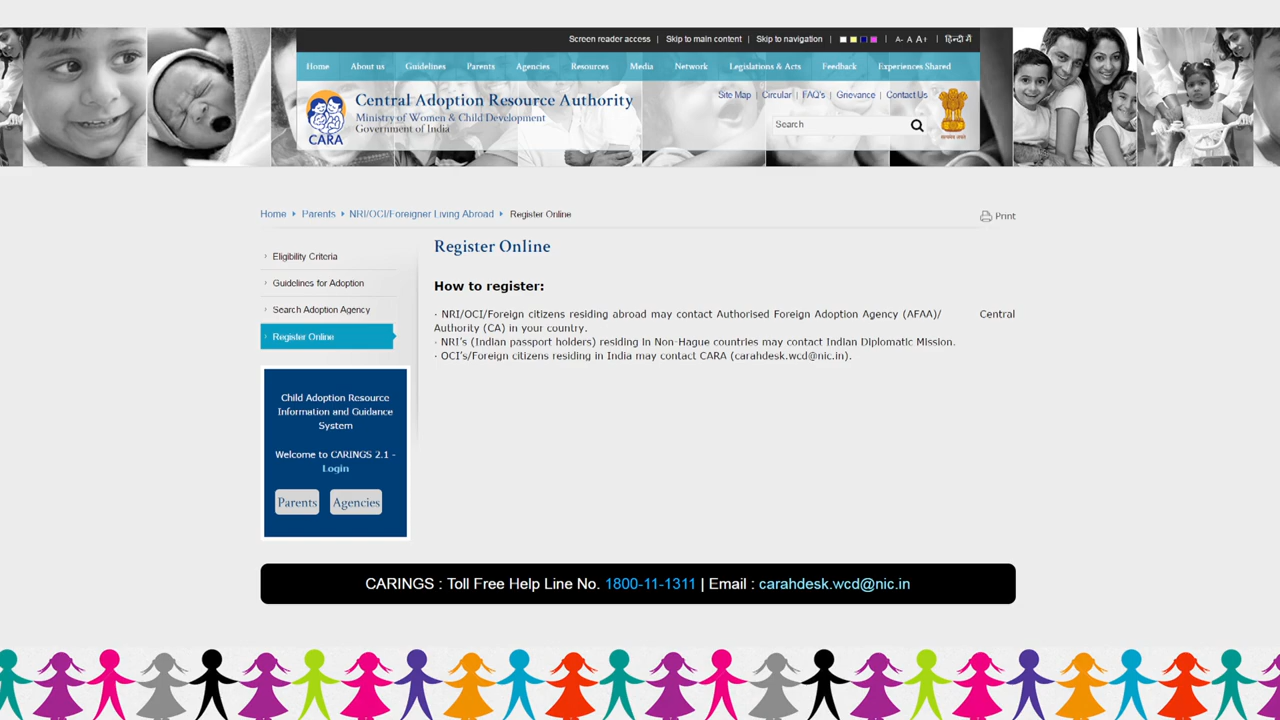 Screen reader access | Skip to main content | Skip to navigation | | A- A A+ | हिन्दी में
Home About us Guidelines Parents Agencies Resources Media Network Legislations & Acts Feedback Experiences Shared
Site Map | Circular | FAQ's | Grievance | Contact Us
Central Adoption Resource Authority
Ministry of Women & Child Development
Government of India
CARA
Search
Home Parents NRI/OCI/Foreigner Living Abroad Register Online
Print
Eligibility Criteria
Guidelines for Adoption
Search Adoption Agency
Register Online
Register Online
How to register:
· NRI/OCI/Foreign citizens residing abroad may contact Authorised Foreign Adoption Agency (AFAA)/ Central
Authority (CA) in your country.
· NRI's (Indian passport holders) residing in Non-Hague countries may contact Indian Diplomatic Mission.
· OCI's/Foreign citizens residing in India may contact CARA (carahdesk.wcd@nic.in).
Child Adoption Resource
Information and Guidance
System
Welcome to CARINGS 2.1 -
Login
Parents Agencies
CARINGS : Toll Free Help Line No. 1800-11-1311 | Email : carahdesk.wcd@nic.in